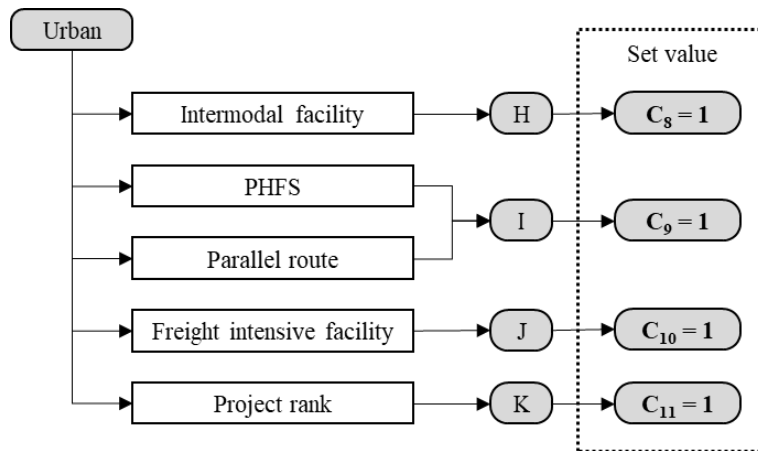 Urban
Set value
Intermodal facility
H
C₈ = 1
PHFS
I
C₉ = 1
Parallel route
Freight intensive facility
J
C₁₀ = 1
Project rank
K
C₁₁ = 1